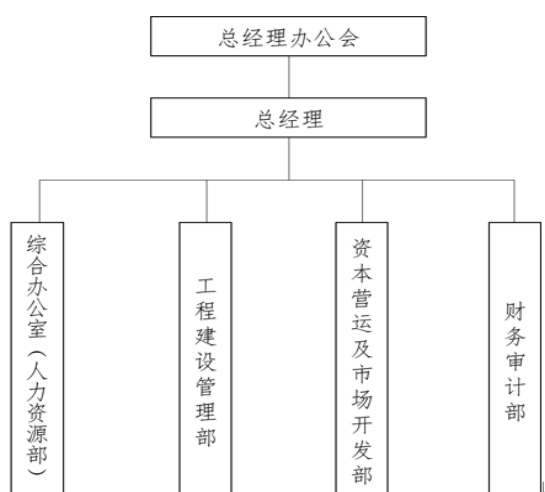 总经理办公会
总经理
综合办公室（人力资源部）
工程建设管理部
资本营运及市场开发部
财务审计部